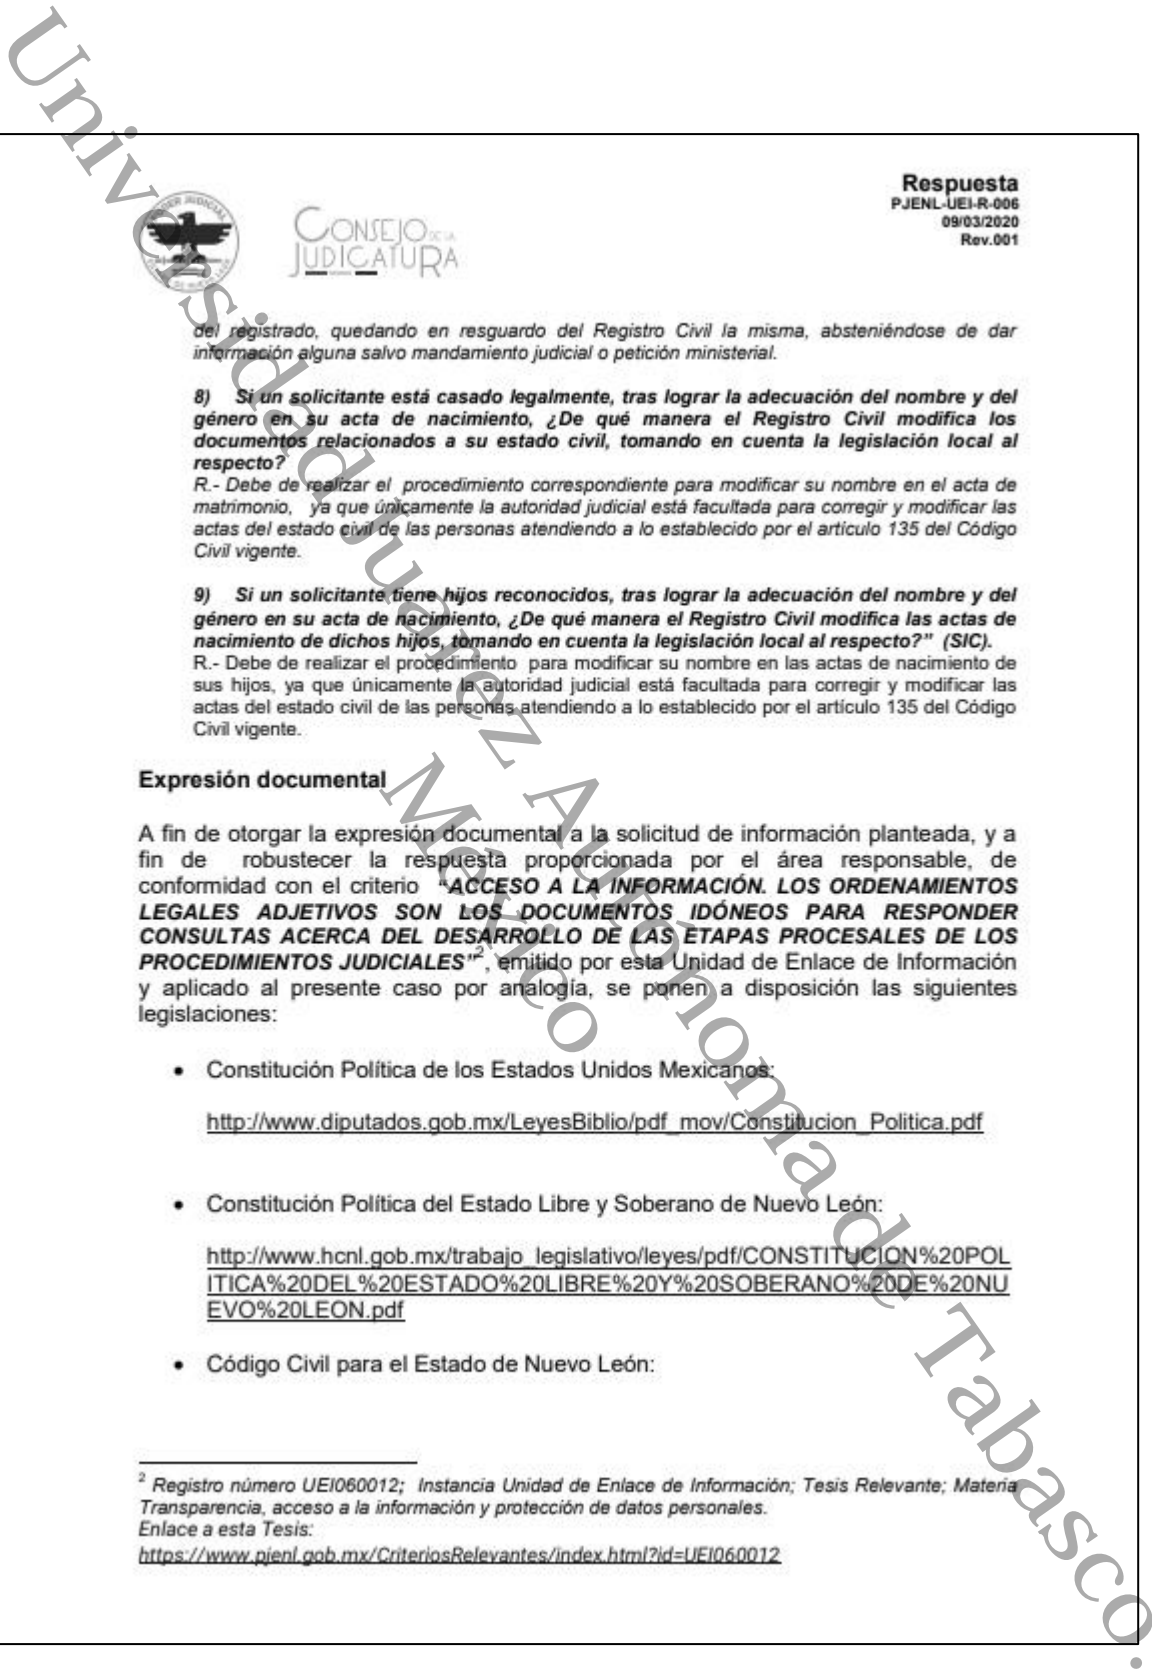 Respuesta
PJENL-UEI-R-006
09/03/2020
Rev.001
CONSEJO DE LA
JUDICATURA
del registrado, quedando en resguardo del Registro Civil la misma, absteniéndose de dar
información alguna salvo mandamiento judicial o petición ministerial.
8) Si un solicitante está casado legalmente, tras lograr la adecuación del nombre y del
género en su acta de nacimiento, ¿De qué manera el Registro Civil modifica los
documentos relacionados a su estado civil, tomando en cuenta la legislación local al
respecto?
R.- Debe de realizar el procedimiento correspondiente para modificar su nombre en el acta de
matrimonio, ya que únicamente la autoridad judicial está facultada para corregir y modificar las
actas del estado civil de las personas atendiendo a lo establecido por el artículo 135 del Código
Civil vigente.
9) Si un solicitante tiene hijos reconocidos, tras lograr la adecuación del nombre y del
género en su acta de nacimiento, ¿De qué manera el Registro Civil modifica las actas de
nacimiento de dichos hijos, tomando en cuenta la legislación local al respecto?” (SIC).
R.- Debe de realizar el procedimiento para modificar su nombre en las actas de nacimiento de
sus hijos, ya que únicamente la autoridad judicial está facultada para corregir y modificar las
actas del estado civil de las personas atendiendo a lo establecido por el artículo 135 del Código
Civil vigente.
Expresión documental
A fin de otorgar la expresión documental a la solicitud de información planteada, y a
fin de robustecer la respuesta proporcionada por el área responsable, de
conformidad con el criterio “ACCESO A LA INFORMACIÓN. LOS ORDENAMIENTOS
LEGALES ADJETIVOS SON LOS DOCUMENTOS IDÓNEOS PARA RESPONDER
CONSULTAS ACERCA DEL DESARROLLO DE LAS ETAPAS PROCESALES DE LOS
PROCEDIMIENTOS JUDICIALES”2, emitido por esta Unidad de Enlace de Información
y aplicado al presente caso por analogía, se ponen a disposición las siguientes
legislaciones:
• Constitución Política de los Estados Unidos Mexicanos:
http://www.diputados.gob.mx/LeyesBiblio/pdf_mov/Constitucion_Politica.pdf
• Constitución Política del Estado Libre y Soberano de Nuevo León:
http://www.hcnl.gob.mx/trabajo_legislativo/leyes/pdf/CONSTITUCION%20POL
ITICA%20DEL%20ESTADO%20LIBRE%20Y%20SOBERANO%20DE%20NU
EVO%20LEON.pdf
• Código Civil para el Estado de Nuevo León:
2 Registro número UEI060012; Instancia Unidad de Enlace de Información; Tesis Relevante; Materia
Transparencia, acceso a la información y protección de datos personales.
Enlace a esta Tesis:
https://www.pjenl.gob.mx/CriteriosRelevantes/index.html?id=UEI060012
Universidad Juárez Autónoma de Tabasco.
México